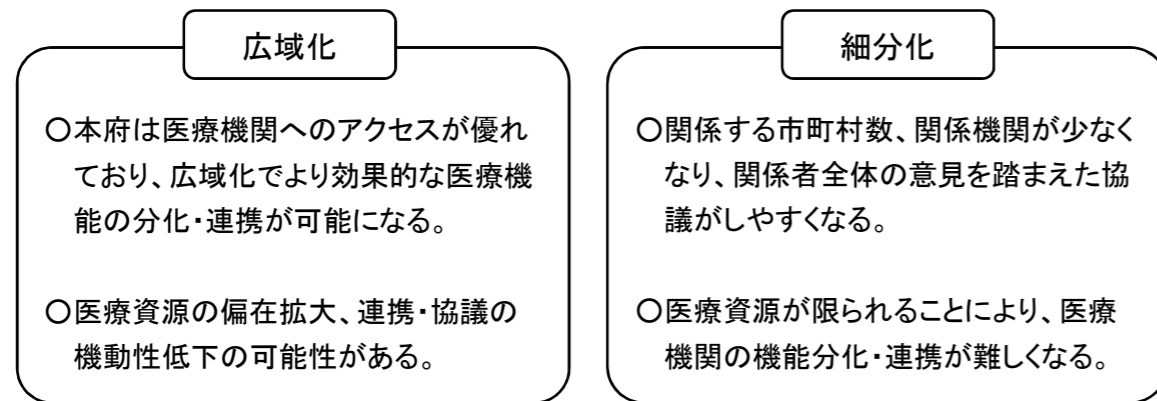 広域化
〇本府は医療機関へのアクセスが優れ
ており、広域化でより効果的な医療機
能の分化・連携が可能になる。
〇医療資源の偏在拡大、連携・協議の
機動性低下の可能性がある。
細分化
〇関係する市町村数、関係機関が少なく
なり、関係者全体の意見を踏まえた協
議がしやすくなる。
〇医療資源が限られることにより、医療
機関の機能分化・連携が難しくなる。